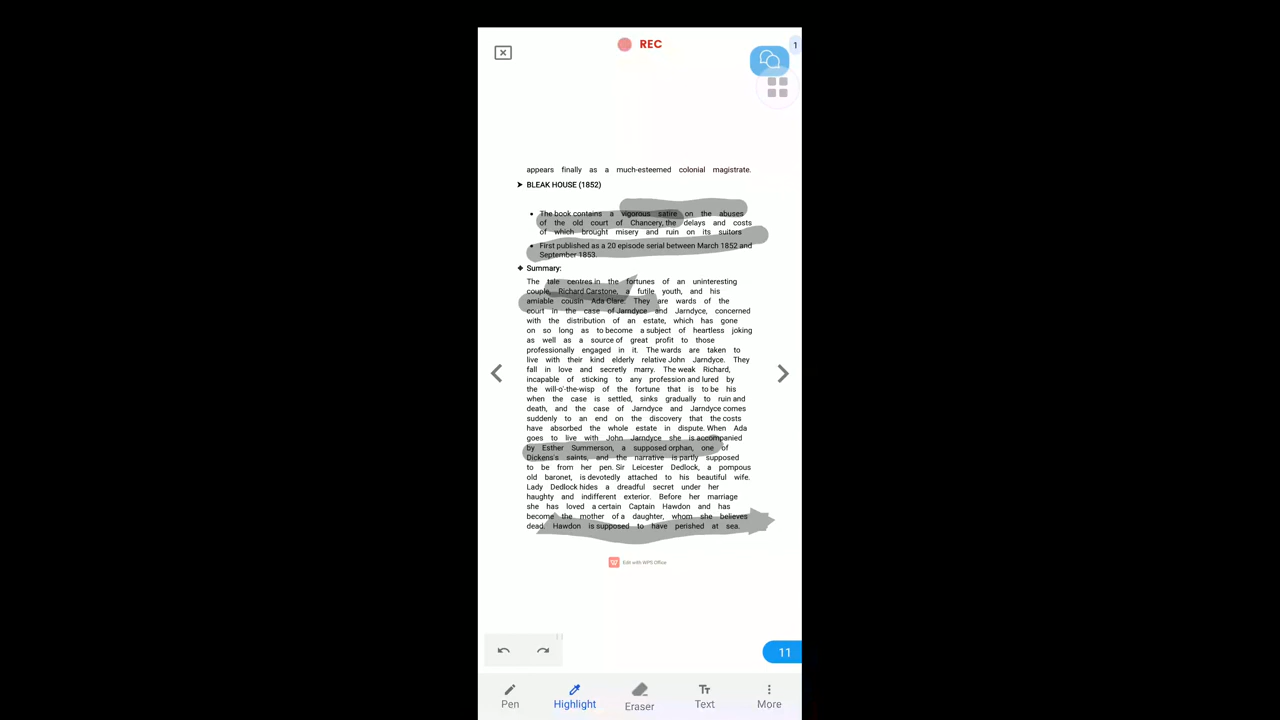 REC
1
appears finally as a much-esteemed colonial magistrate.
➤ BLEAK HOUSE (1852)
• The book contains a vigorous satire on the abuses
of the old court of Chancery, the delays and costs
of which brought misery and ruin on its suitors
• First published as a 20 episode serial between March 1852 and
September 1853.
❖ Summary:
The tale centres in the fortunes of an uninteresting
couple, Richard Carstone, a futile youth, and his
amiable cousin Ada Clare. They are wards of the
court in the case of Jarndyce and Jarndyce, concerned
with the distribution of an estate, which has gone
on so long as to become a subject of heartless joking
as well as a source of great profit to those
professionally engaged in it. The wards are taken to
live with their kind elderly relative John Jarndyce. They
fall in love and secretly marry. The weak Richard,
incapable of sticking to any profession and lured by
the will-o'-the-wisp of the fortune that is to be his
when the case is settled, sinks gradually to ruin and
death, and the case of Jarndyce and Jarndyce comes
suddenly to an end on the discovery that the costs
have absorbed the whole estate in dispute. When Ada
goes to live with John Jarndyce she is accompanied
by Esther Summerson, a supposed orphan, one of
Dickens's saints, and the narrative is partly supposed
to be from her pen. Sir Leicester Dedlock, a pompous
old baronet, is devotedly attached to his beautiful wife.
Lady Dedlock hides a dreadful secret under her
haughty and indifferent exterior. Before her marriage
she has loved a certain Captain Hawdon and has
become the mother of a daughter, whom she believes
dead. Hawdon is supposed to have perished at sea.
Edit with WPS Office
11
Pen
Highlight
Eraser
Text
More